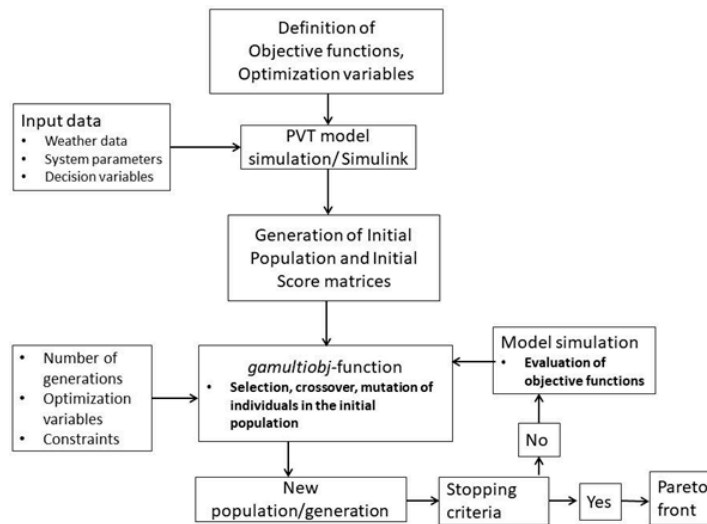 Definition of
Objective functions,
Optimization variables
Input data
• Weather data
• System parameters
• Decision variables
PVT model
simulation/ Simulink
Generation of Initial
Population and Initial
Score matrices
• Number of
generations
• Optimization
variables
• Constraints
gamultiobj-function
• Selection, crossover, mutation of
individuals in the initial
population
Model simulation
• Evaluation of
objective functions
No
New
population/generation
Stopping
criteria
Yes
Pareto
front